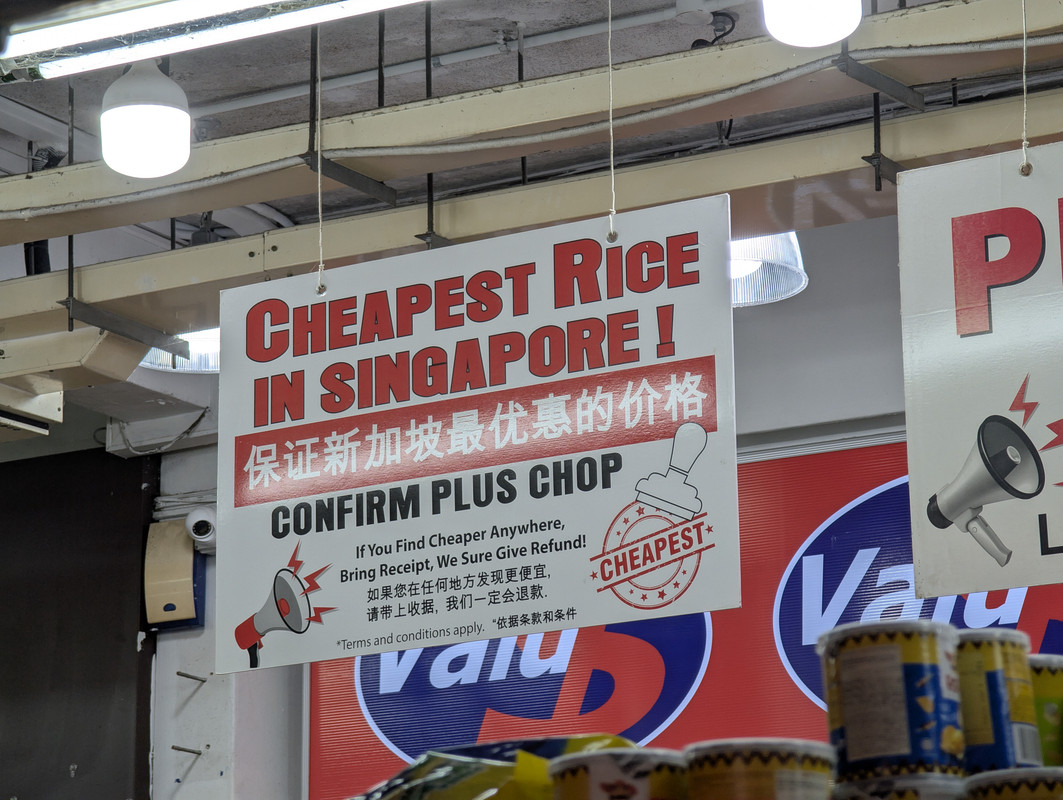 CHEAPEST RICE
IN SINGAPORE!
保证新加坡最优惠的价格
CONFIRM PLUS CHOP
If You Find Cheaper Anywhere,
Bring Receipt, We Sure Give Refund!
如果您在任何地方发现更便宜,
请带上收据, 我们一定会退款.
*Terms and conditions apply. *依据条款和条件
CHEAPEST
Valu$
Valu$
P
L